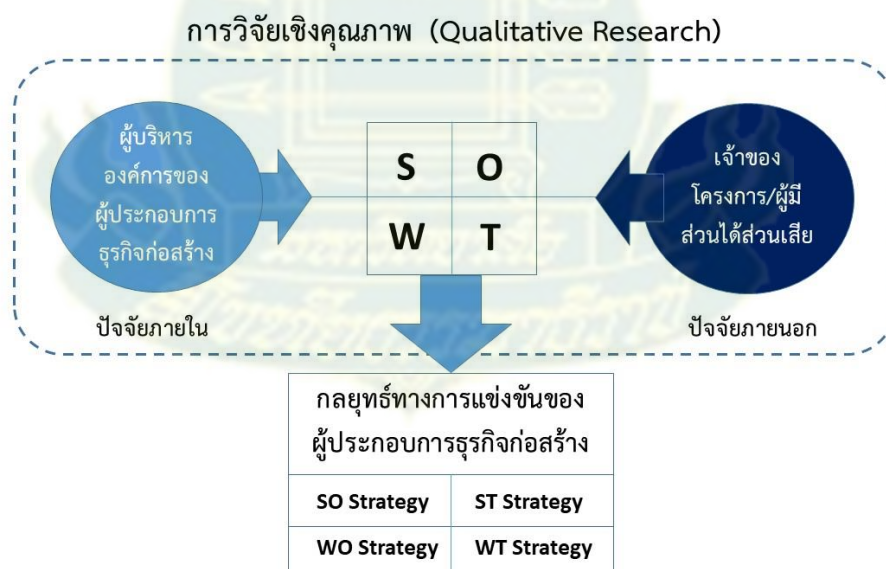 การวิจัยเชิงคุณภาพ (Qualitative Research)
ผู้บริหาร
องค์การของ
ผู้ประกอบการ
ธุรกิจก่อสร้าง
S O
W T
เจ้าของ
โครงการ/ผู้มี
ส่วนได้ส่วนเสีย
ปัจจัยภายใน
ปัจจัยภายนอก
กลยุทธ์ทางการแข่งขันของ
ผู้ประกอบการธุรกิจก่อสร้าง
SO Strategy ST Strategy
WO Strategy WT Strategy